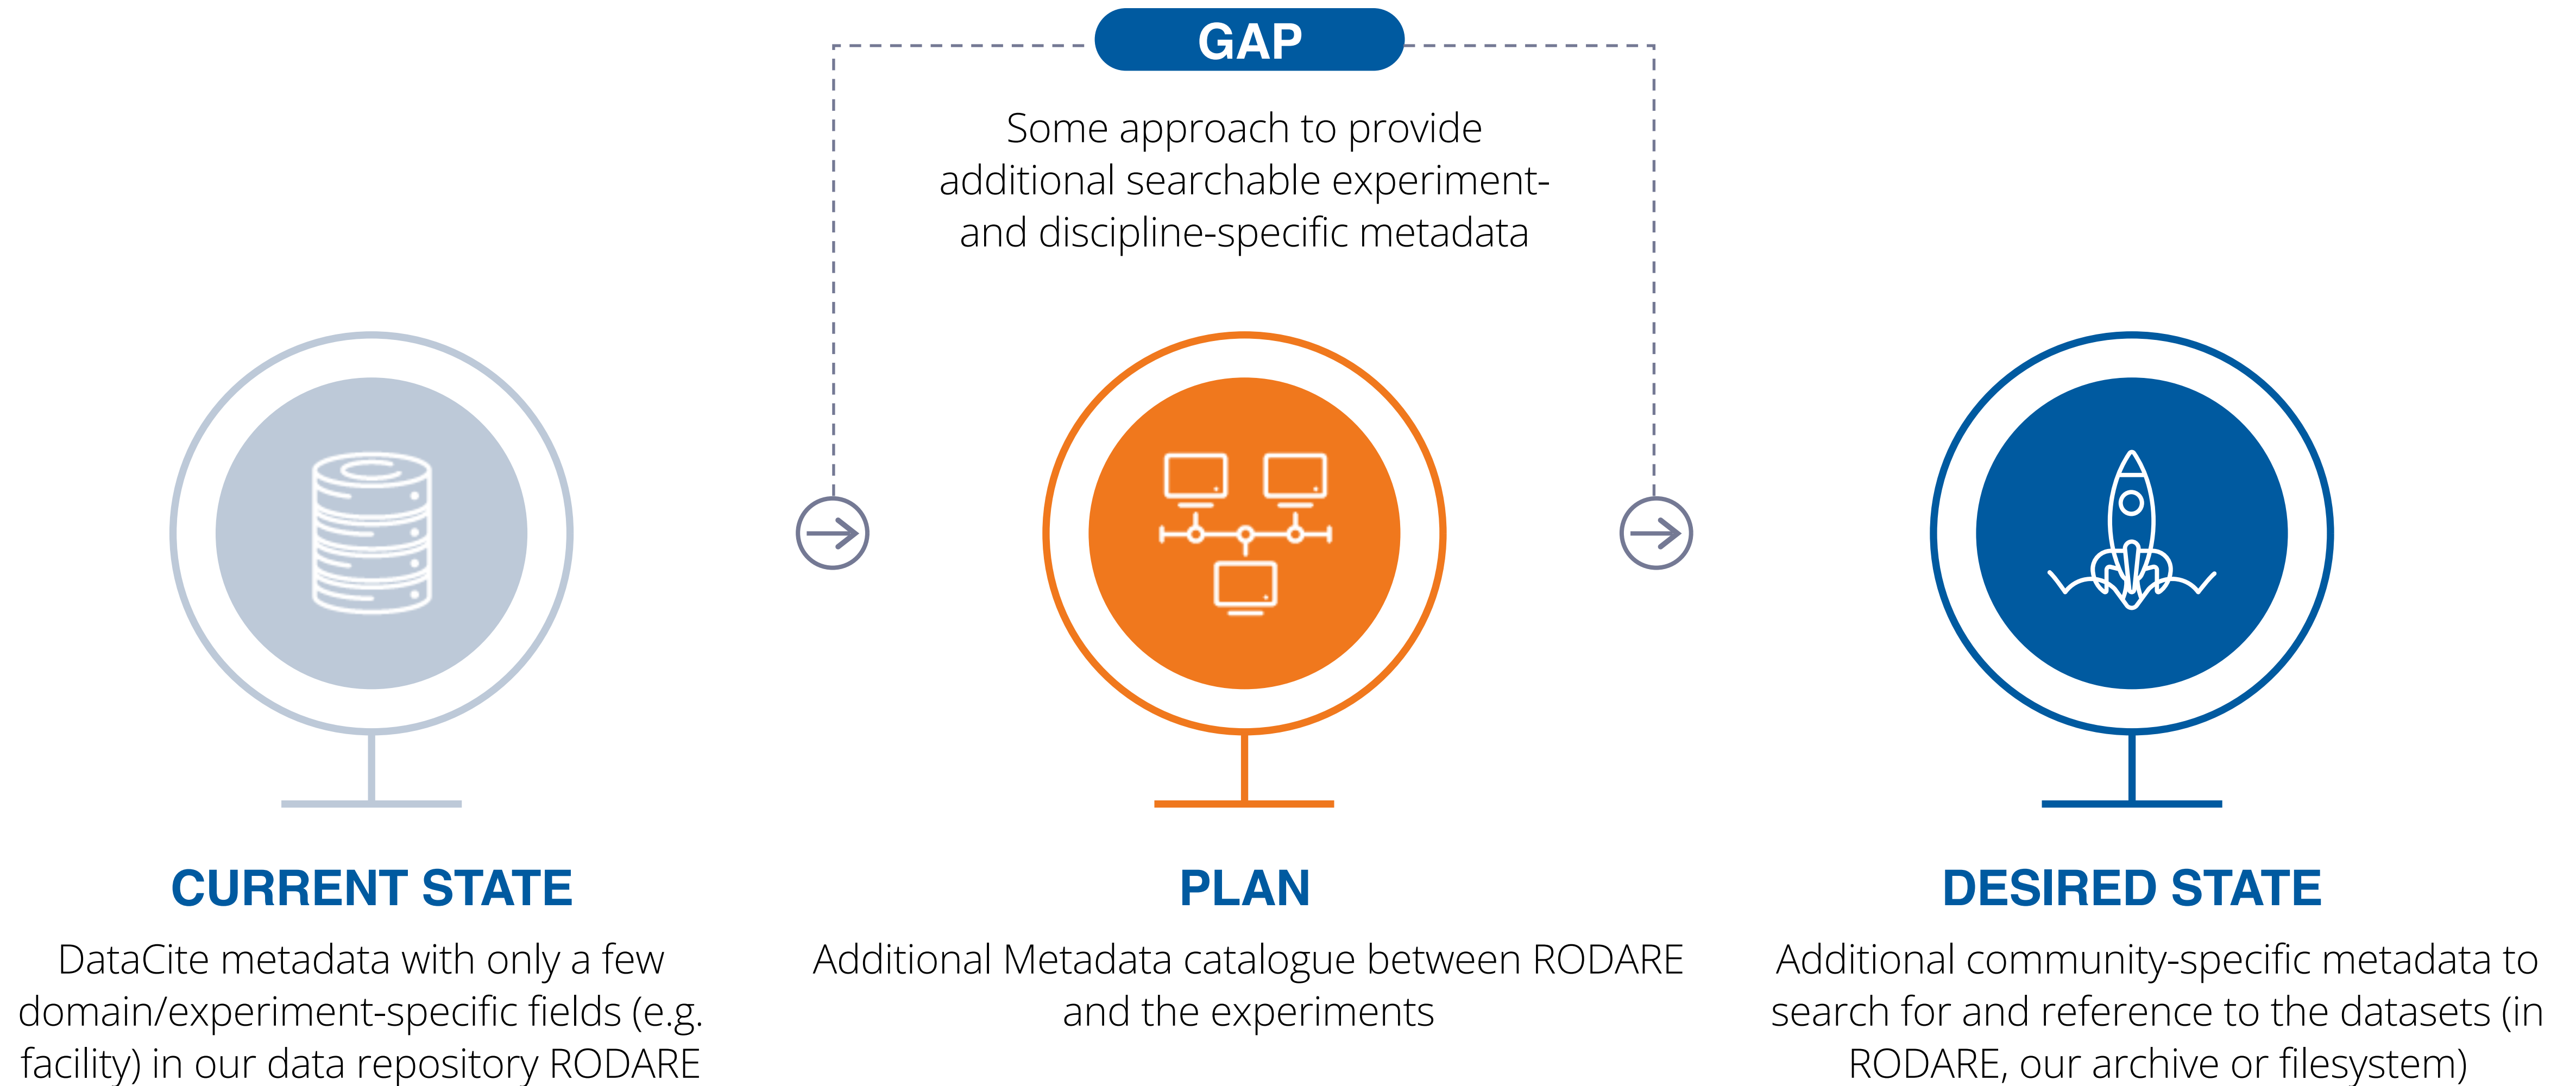 GAP
Some approach to provide
additional searchable experiment-
and discipline-specific metadata
CURRENT STATE
DataCite metadata with only a few
domain/experiment-specific fields (e.g.
facility) in our data repository RODARE
PLAN
Additional Metadata catalogue between RODARE
and the experiments
DESIRED STATE
Additional community-specific metadata to
search for and reference to the datasets (in
RODARE, our archive or filesystem)